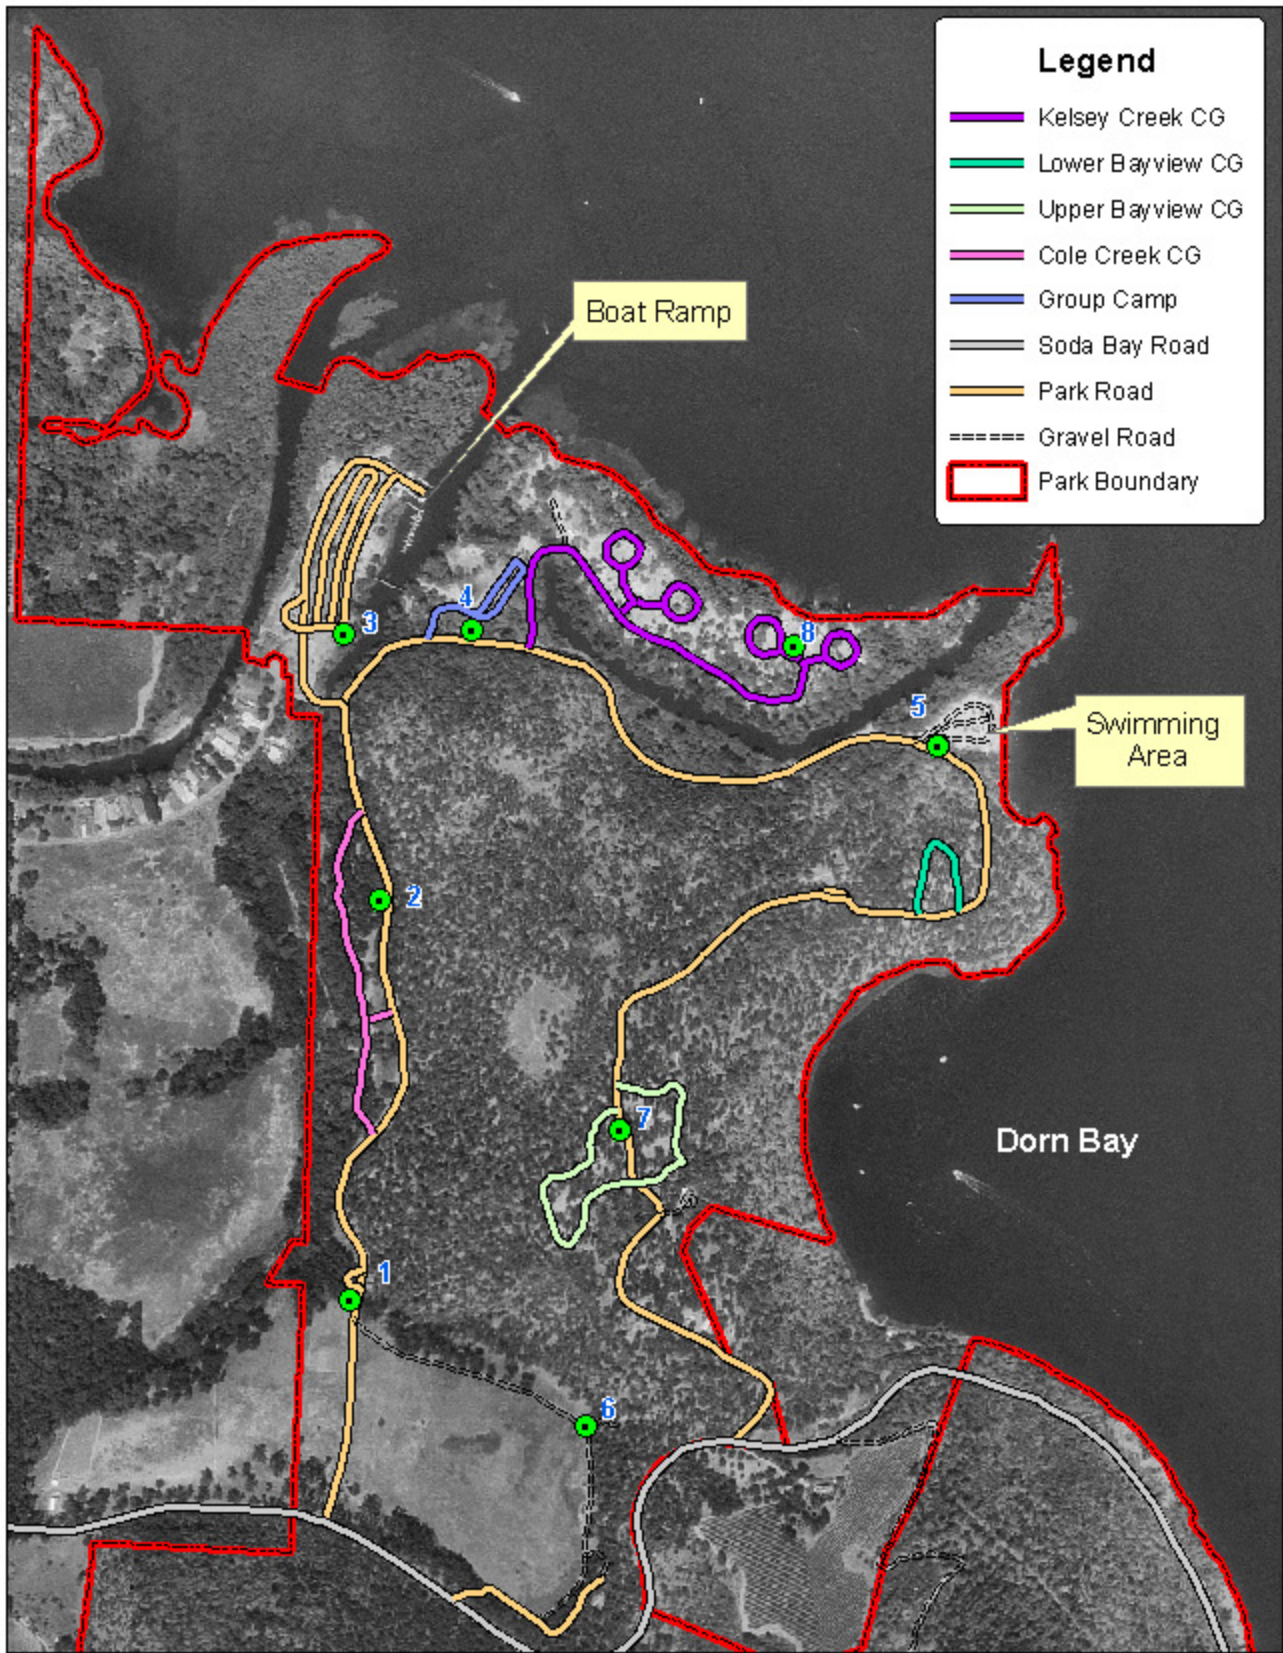 Legend
Kelsey Creek CG
Lower Bayview CG
Upper Bayview CG
Cole Creek CG
Group Camp
Soda Bay Road
Park Road
Gravel Road
Park Boundary
Boat Ramp
4
3
8
5
Swimming
Area
2
7
Dorn Bay
1
6